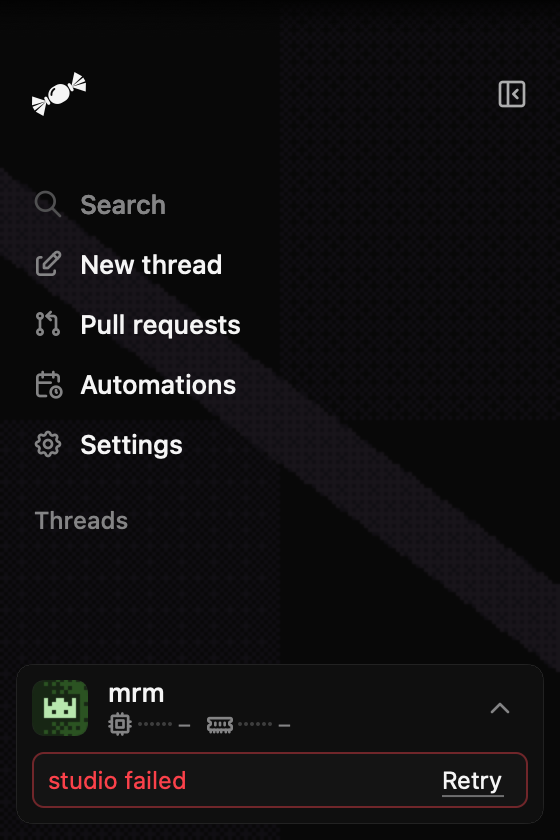 Search
New thread
Pull requests
Automations
Settings
Threads
mrm
– –
studio failed Retry